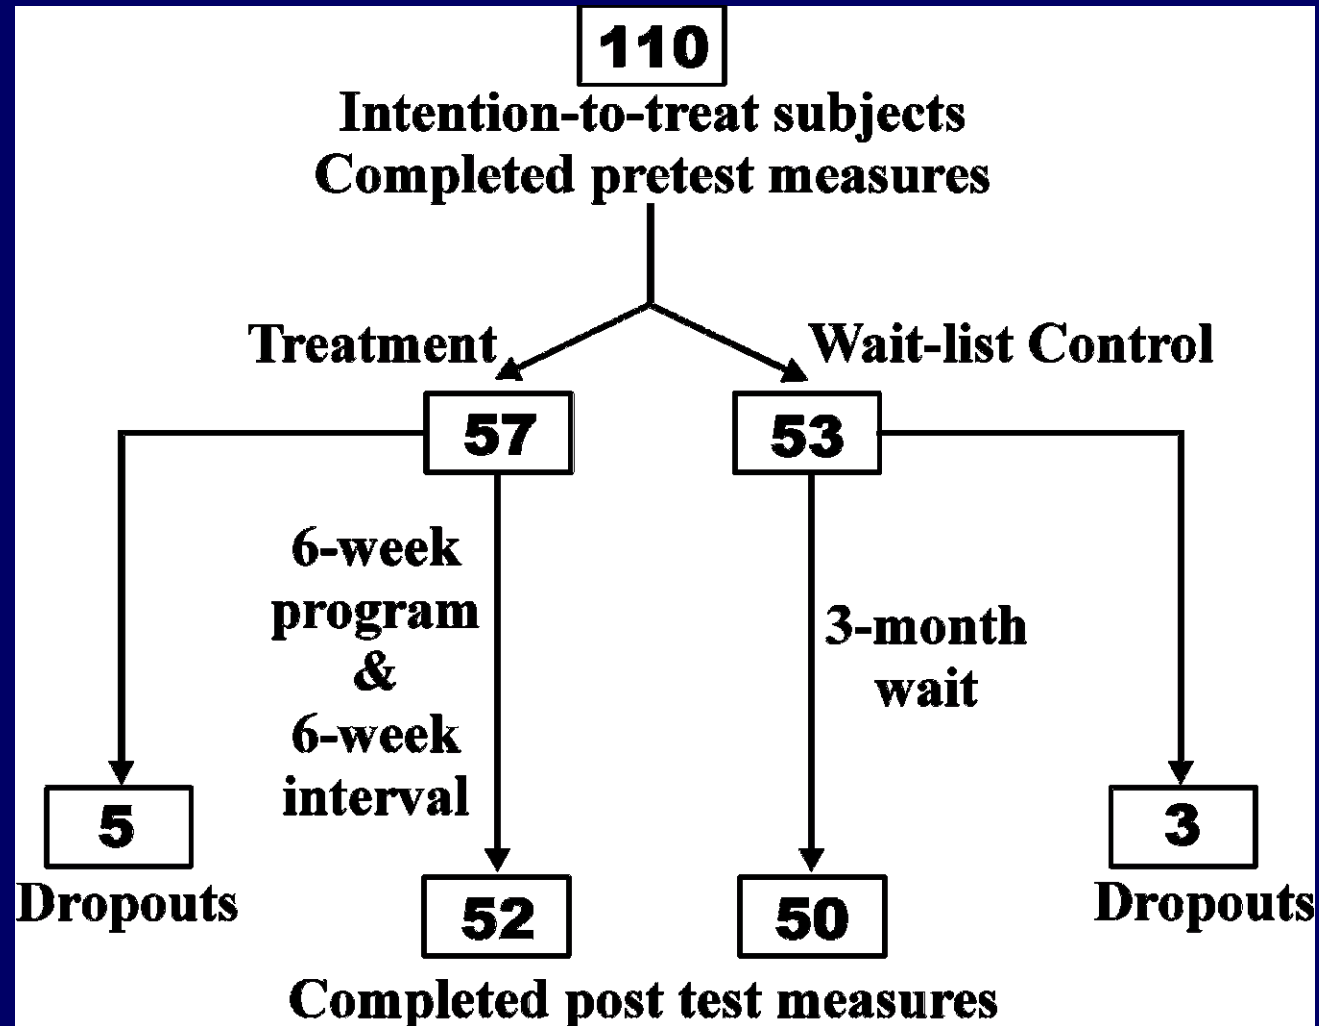 110
Intention-to-treat subjects
Completed pretest measures
Treatment
Wait-list Control
57
53
6-week
program
&
6-week
interval
3-month
wait
5
Dropouts
3
Dropouts
52
50
Completed post test measures